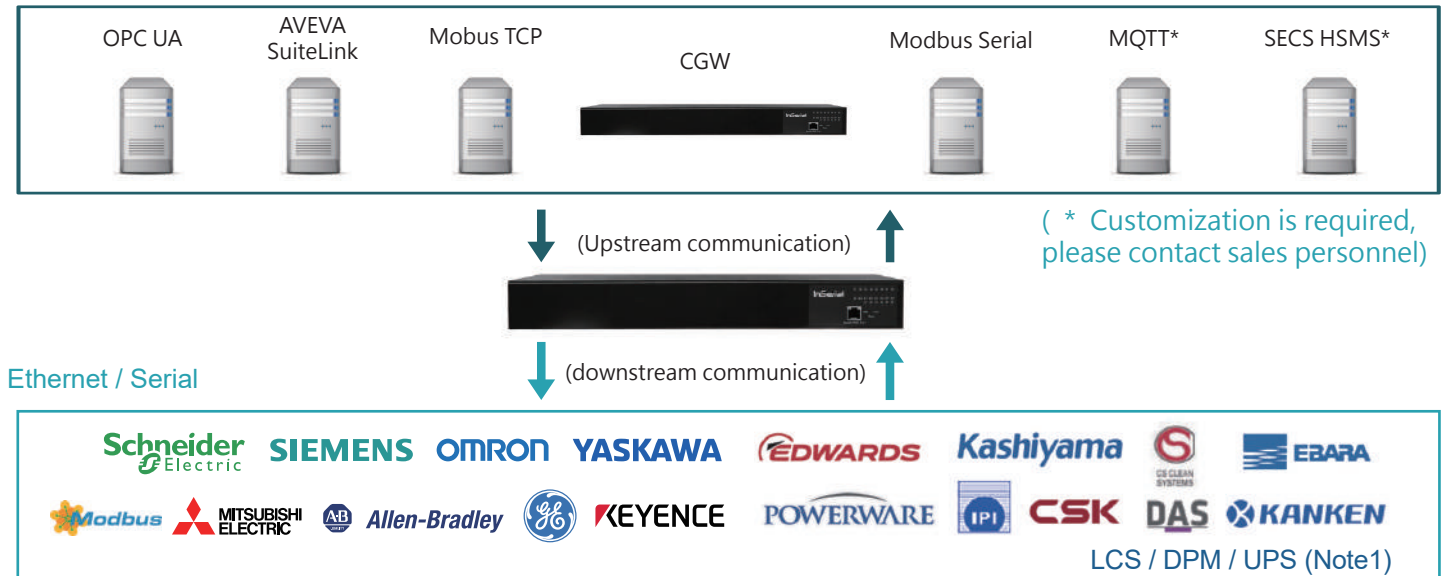 OPC UA
AVEVA
SuiteLink
Mobus TCP
CGW
Modbus Serial
MQTT*
SECS HSMS*
InSerial
(Upstream communication)
( * Customization is required,
please contact sales personnel)
InSerial
Ethernet / Serial
(downstream communication)
Schneider
Electric
SIEMENS
OMRON
YASKAWA
EDWARDS
Kashiyama
CS CLEAN
SYSTEMS
EBARA
Modbus
MITSUBISHI
ELECTRIC
AB
Allen-Bradley
GE
KEYENCE
POWERWARE
IPI
CSK
DAS
KANKEN
LCS / DPM / UPS (Note1)